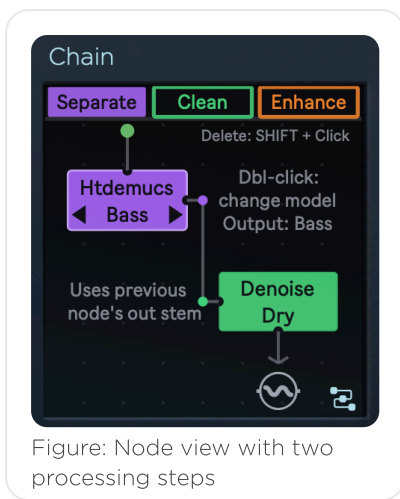 Chain
Separate Clean Enhance
Delete: SHIFT + Click
Htdemucs
Bass
Dbl-click:
change model
Output: Bass
Uses previous
node's out stem
Denoise
Dry
Figure: Node view with two
processing steps